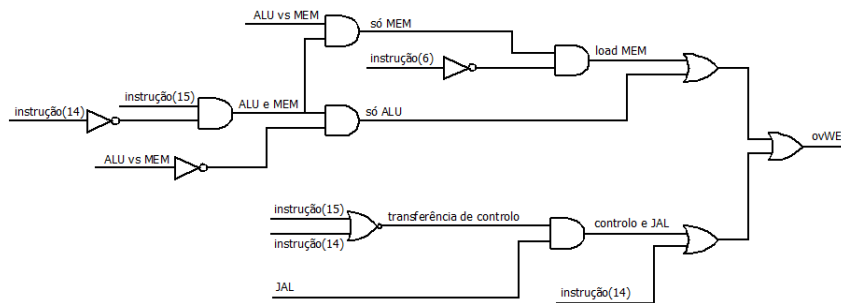 ALU vs MEM
só MEM
instrução(6)
load MEM
instrução(15)
instrução(14)
ALU e MEM
só ALU
ovWE
ALU vs MEM
instrução(15)
transferência de controlo
controlo e JAL
instrução(14)
JAL
instrução(14)